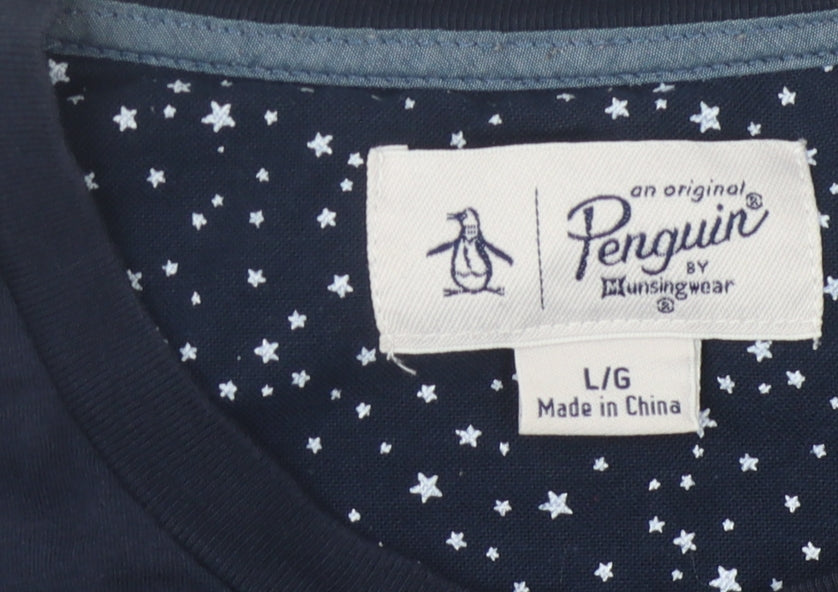 an original
Penguin®
BY
Munsingwear
®
L/G
Made in China